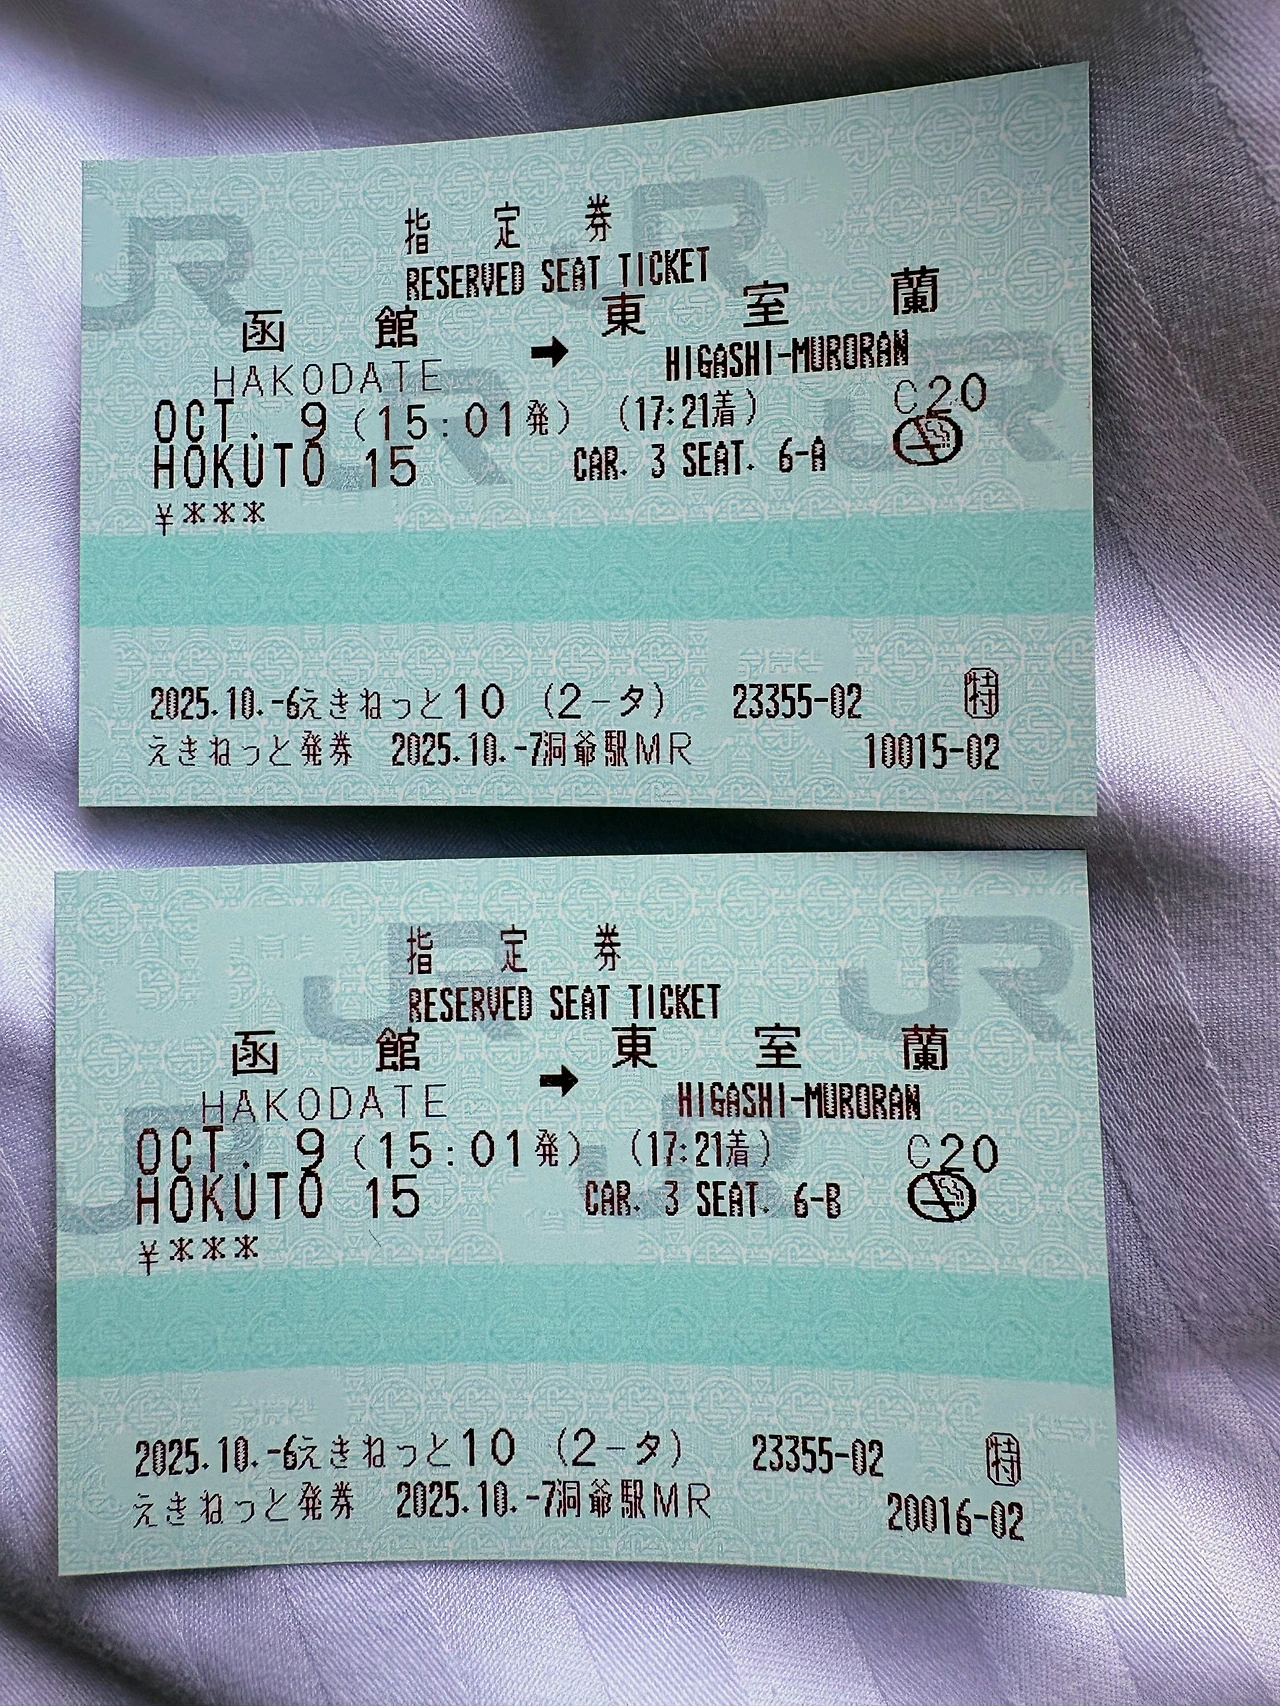 指定券
RESERVED SEAT TICKET
函館 ➡ 東室蘭
HAKODATE HIGASHI-MURORAN
OCT. 9 (15:01発) (17:21着) C20
HOKUTO 15 CAR. 3 SEAT. 6-A
¥***
2025.10.-6えきねっと10 (2-タ) 23355-02 特
えきねっと発券 2025.10.-7洞爺駅MR 10015-02
指定券
RESERVED SEAT TICKET
函館 ➡ 東室蘭
HAKODATE HIGASHI-MURORAN
OCT. 9 (15:01発) (17:21着) C20
HOKUTO 15 CAR. 3 SEAT. 6-B
¥***
2025.10.-6えきねっと10 (2-タ) 23355-02 特
えきねっと発券 2025.10.-7洞爺駅MR 20016-02